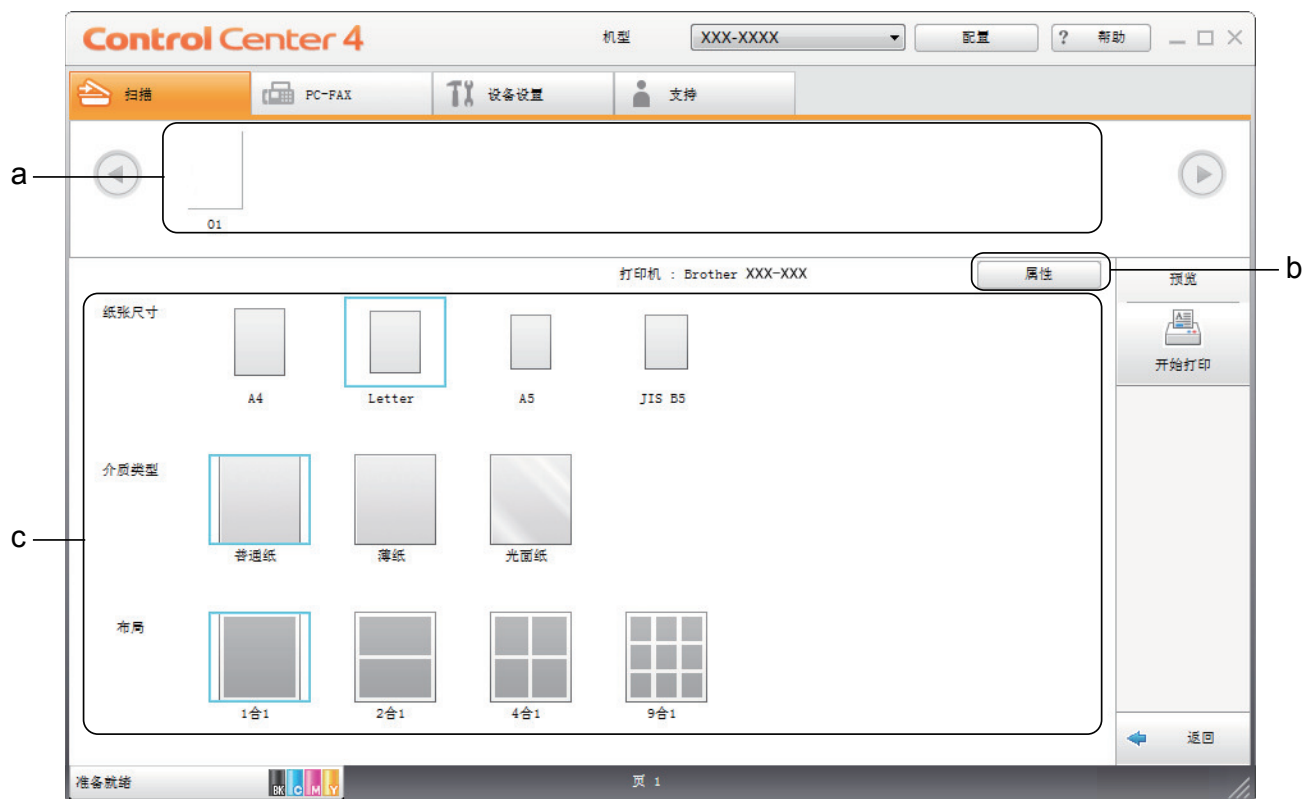 Control Center 4 机型 XXX-XXXX 配置 ? 帮助
扫描 PC-FAX 设备设置 支持
a
01
打印机 : Brother XXX-XXX 属性 b
预览
纸张尺寸
开始打印
A4 Letter A5 JIS B5
介质类型
c
普通纸 薄纸 光面纸
布局
1合1 2合1 4合1 9合1
返回
准备就绪 BK C M Y 页 1